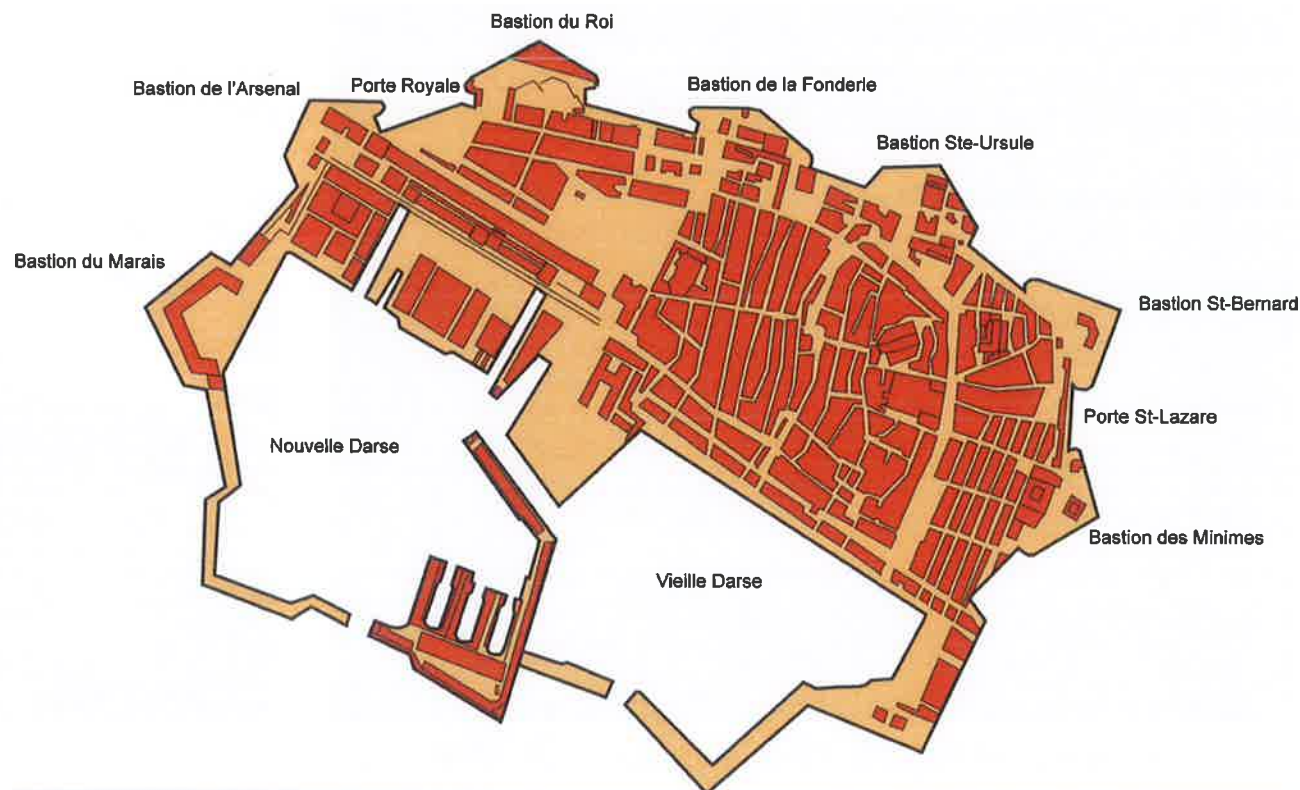 Bastion du Roi
Bastion de l'Arsenal
Porte Royale
Bastion de la Fonderie
Bastion Ste-Ursule
Bastion du Marais
Bastion St-Bernard
Porte St-Lazare
Nouvelle Darse
Bastion des Minimes
Vieille Darse